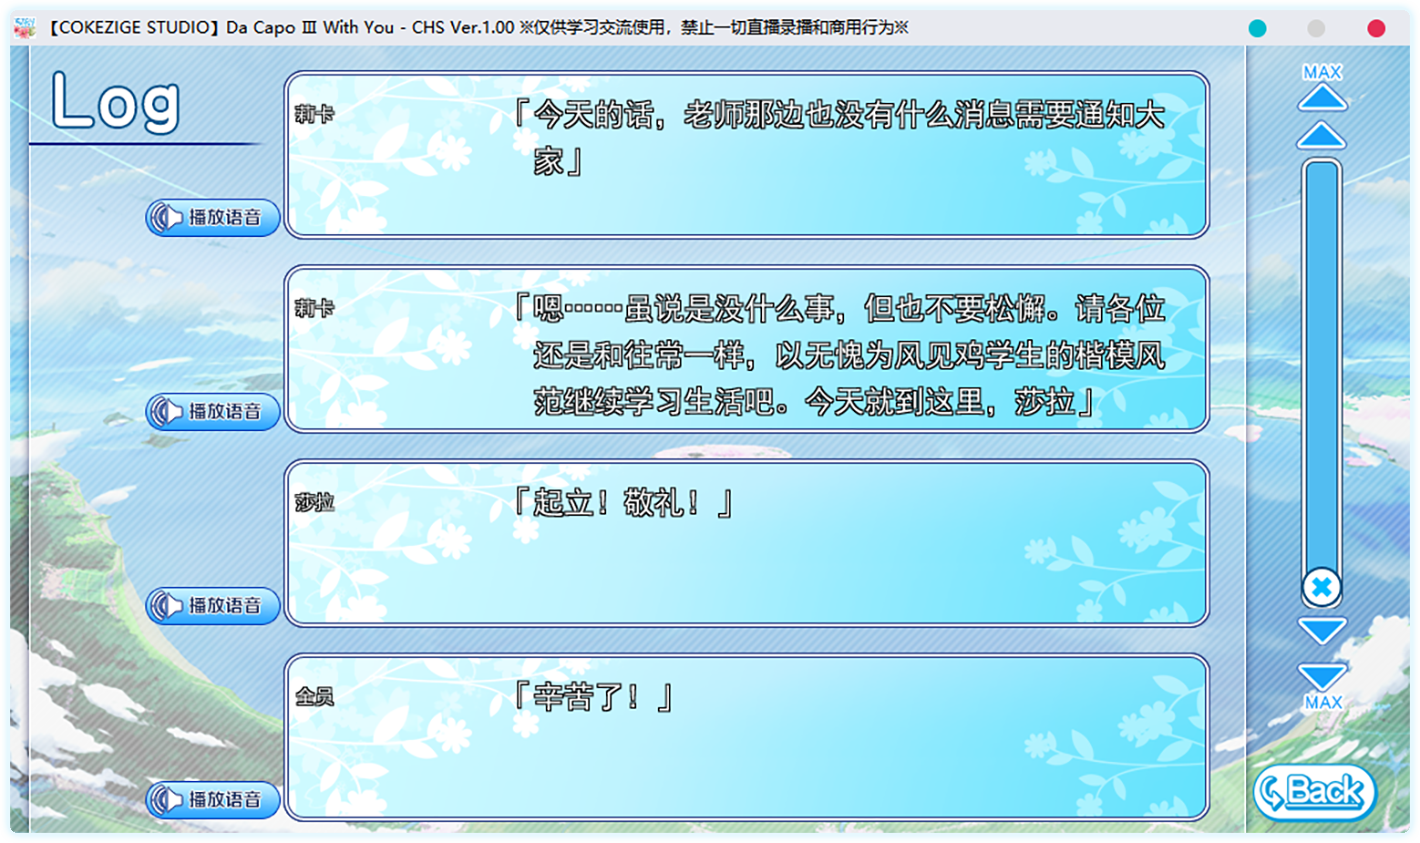 【COKEZIGE STUDIO】Da Capo Ⅲ With You - CHS Ver.1.00 ※仅供学习交流使用，禁止一切直播录播和商用行为※
Log
MAX
莉卡
「今天的话，老师那边也没有什么消息需要通知大
家」
播放语音
莉卡
「嗯……虽说是没什么事，但也不要松懈。请各位
还是和往常一样，以无愧为风见鸡学生的楷模风
范继续学习生活吧。今天就到这里，莎拉」
播放语音
莎拉
「起立！敬礼！」
播放语音
全员
「辛苦了！」
播放语音
MAX
Back